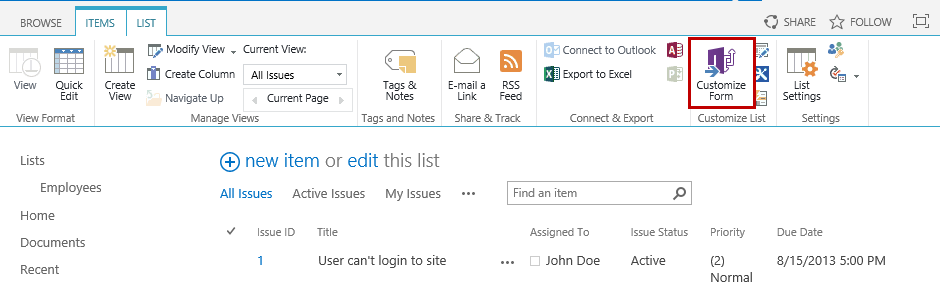 BROWSE ITEMS LIST SHARE FOLLOW
View Quick Edit Create View Modify View Create Column Navigate Up Current View: All Issues Current Page Tags & Notes E-mail a Link RSS Feed Connect to Outlook Export to Excel Customize Form List Settings
View Format Manage Views Tags and Notes Share & Track Connect & Export Customize List Settings
Lists
Employees
Home
Documents
Recent
new item or edit this list
All Issues Active Issues My Issues ••• Find an item
Issue ID Title Assigned To Issue Status Priority Due Date
1 User can't login to site ••• John Doe Active (2) Normal 8/15/2013 5:00 PM